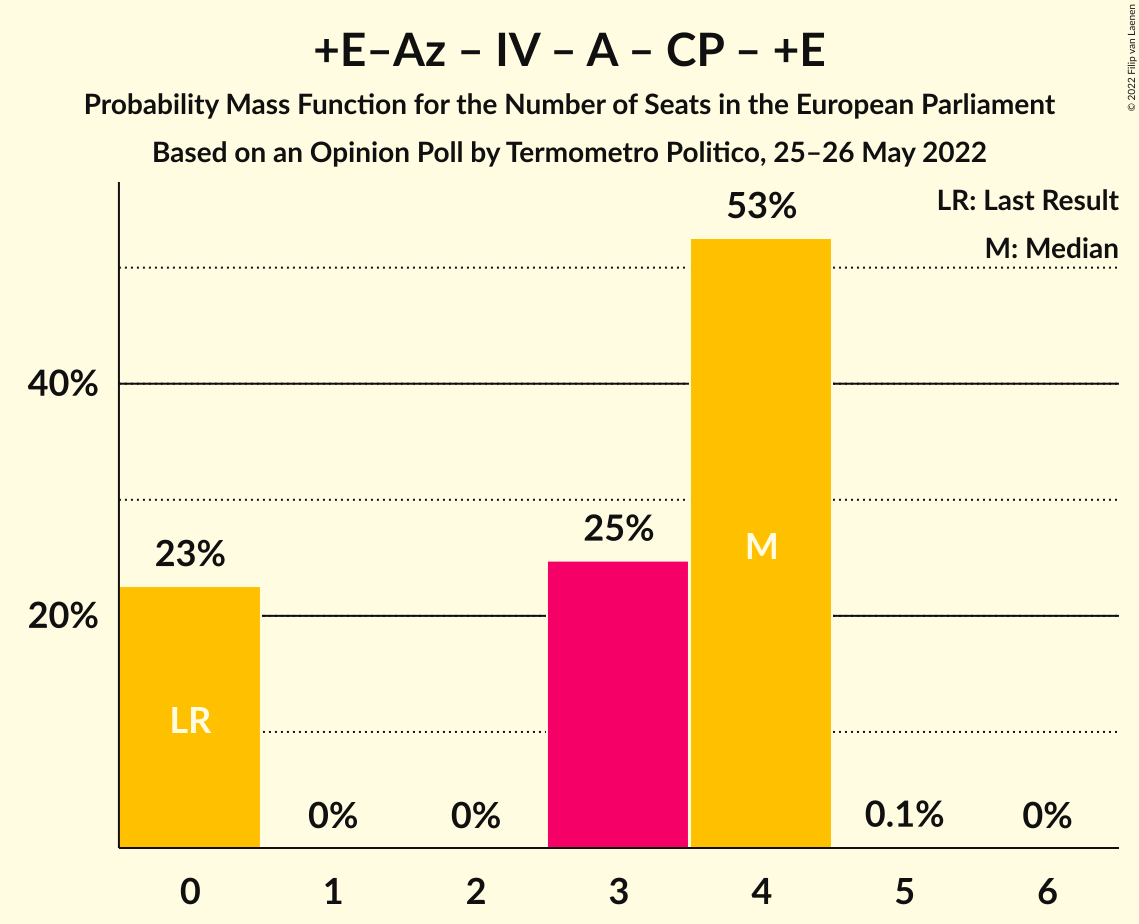 +E–Az – IV – A – CP – +E
Probability Mass Function for the Number of Seats in the European Parliament
Based on an Opinion Poll by Termometro Politico, 25–26 May 2022
© 2022 Filip van Laenen
LR: Last Result
M: Median
53%
40%
25%
23%
M
20%
LR
0%
0%
0.1%
0%
0 1 2 3 4 5 6